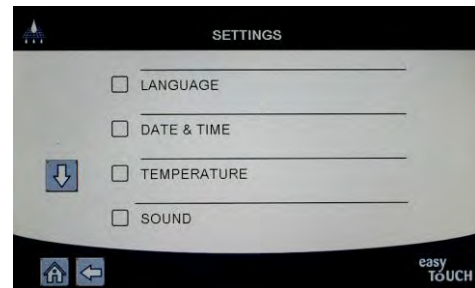 SETTINGS
LANGUAGE
DATE & TIME
TEMPERATURE
SOUND
easy
TOUCH